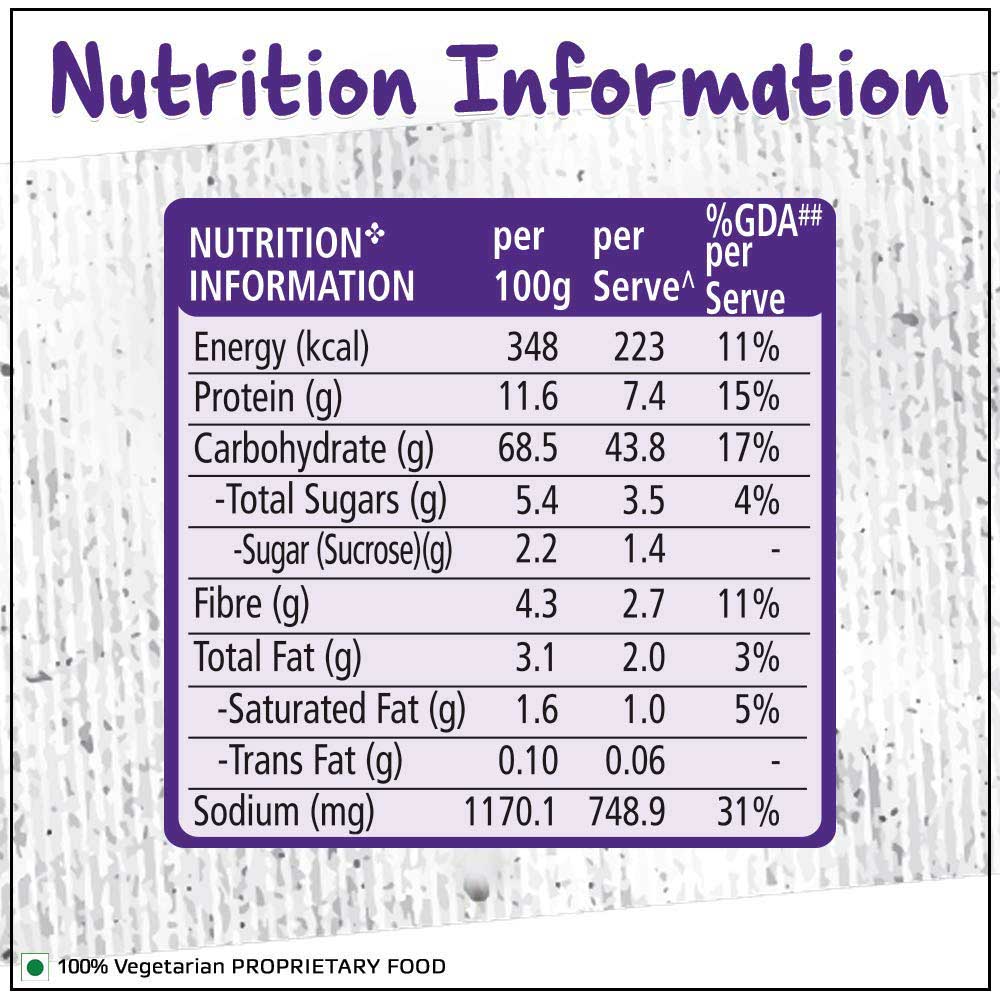 Nutrition Information
NUTRITION❖ INFORMATION per 100g per Serve^ %GDA## per Serve
Energy (kcal) 348 223 11%
Protein (g) 11.6 7.4 15%
Carbohydrate (g) 68.5 43.8 17%
-Total Sugars (g) 5.4 3.5 4%
-Sugar (Sucrose)(g) 2.2 1.4 -
Fibre (g) 4.3 2.7 11%
Total Fat (g) 3.1 2.0 3%
-Saturated Fat (g) 1.6 1.0 5%
-Trans Fat (g) 0.10 0.06 -
Sodium (mg) 1170.1 748.9 31%
100% Vegetarian PROPRIETARY FOOD